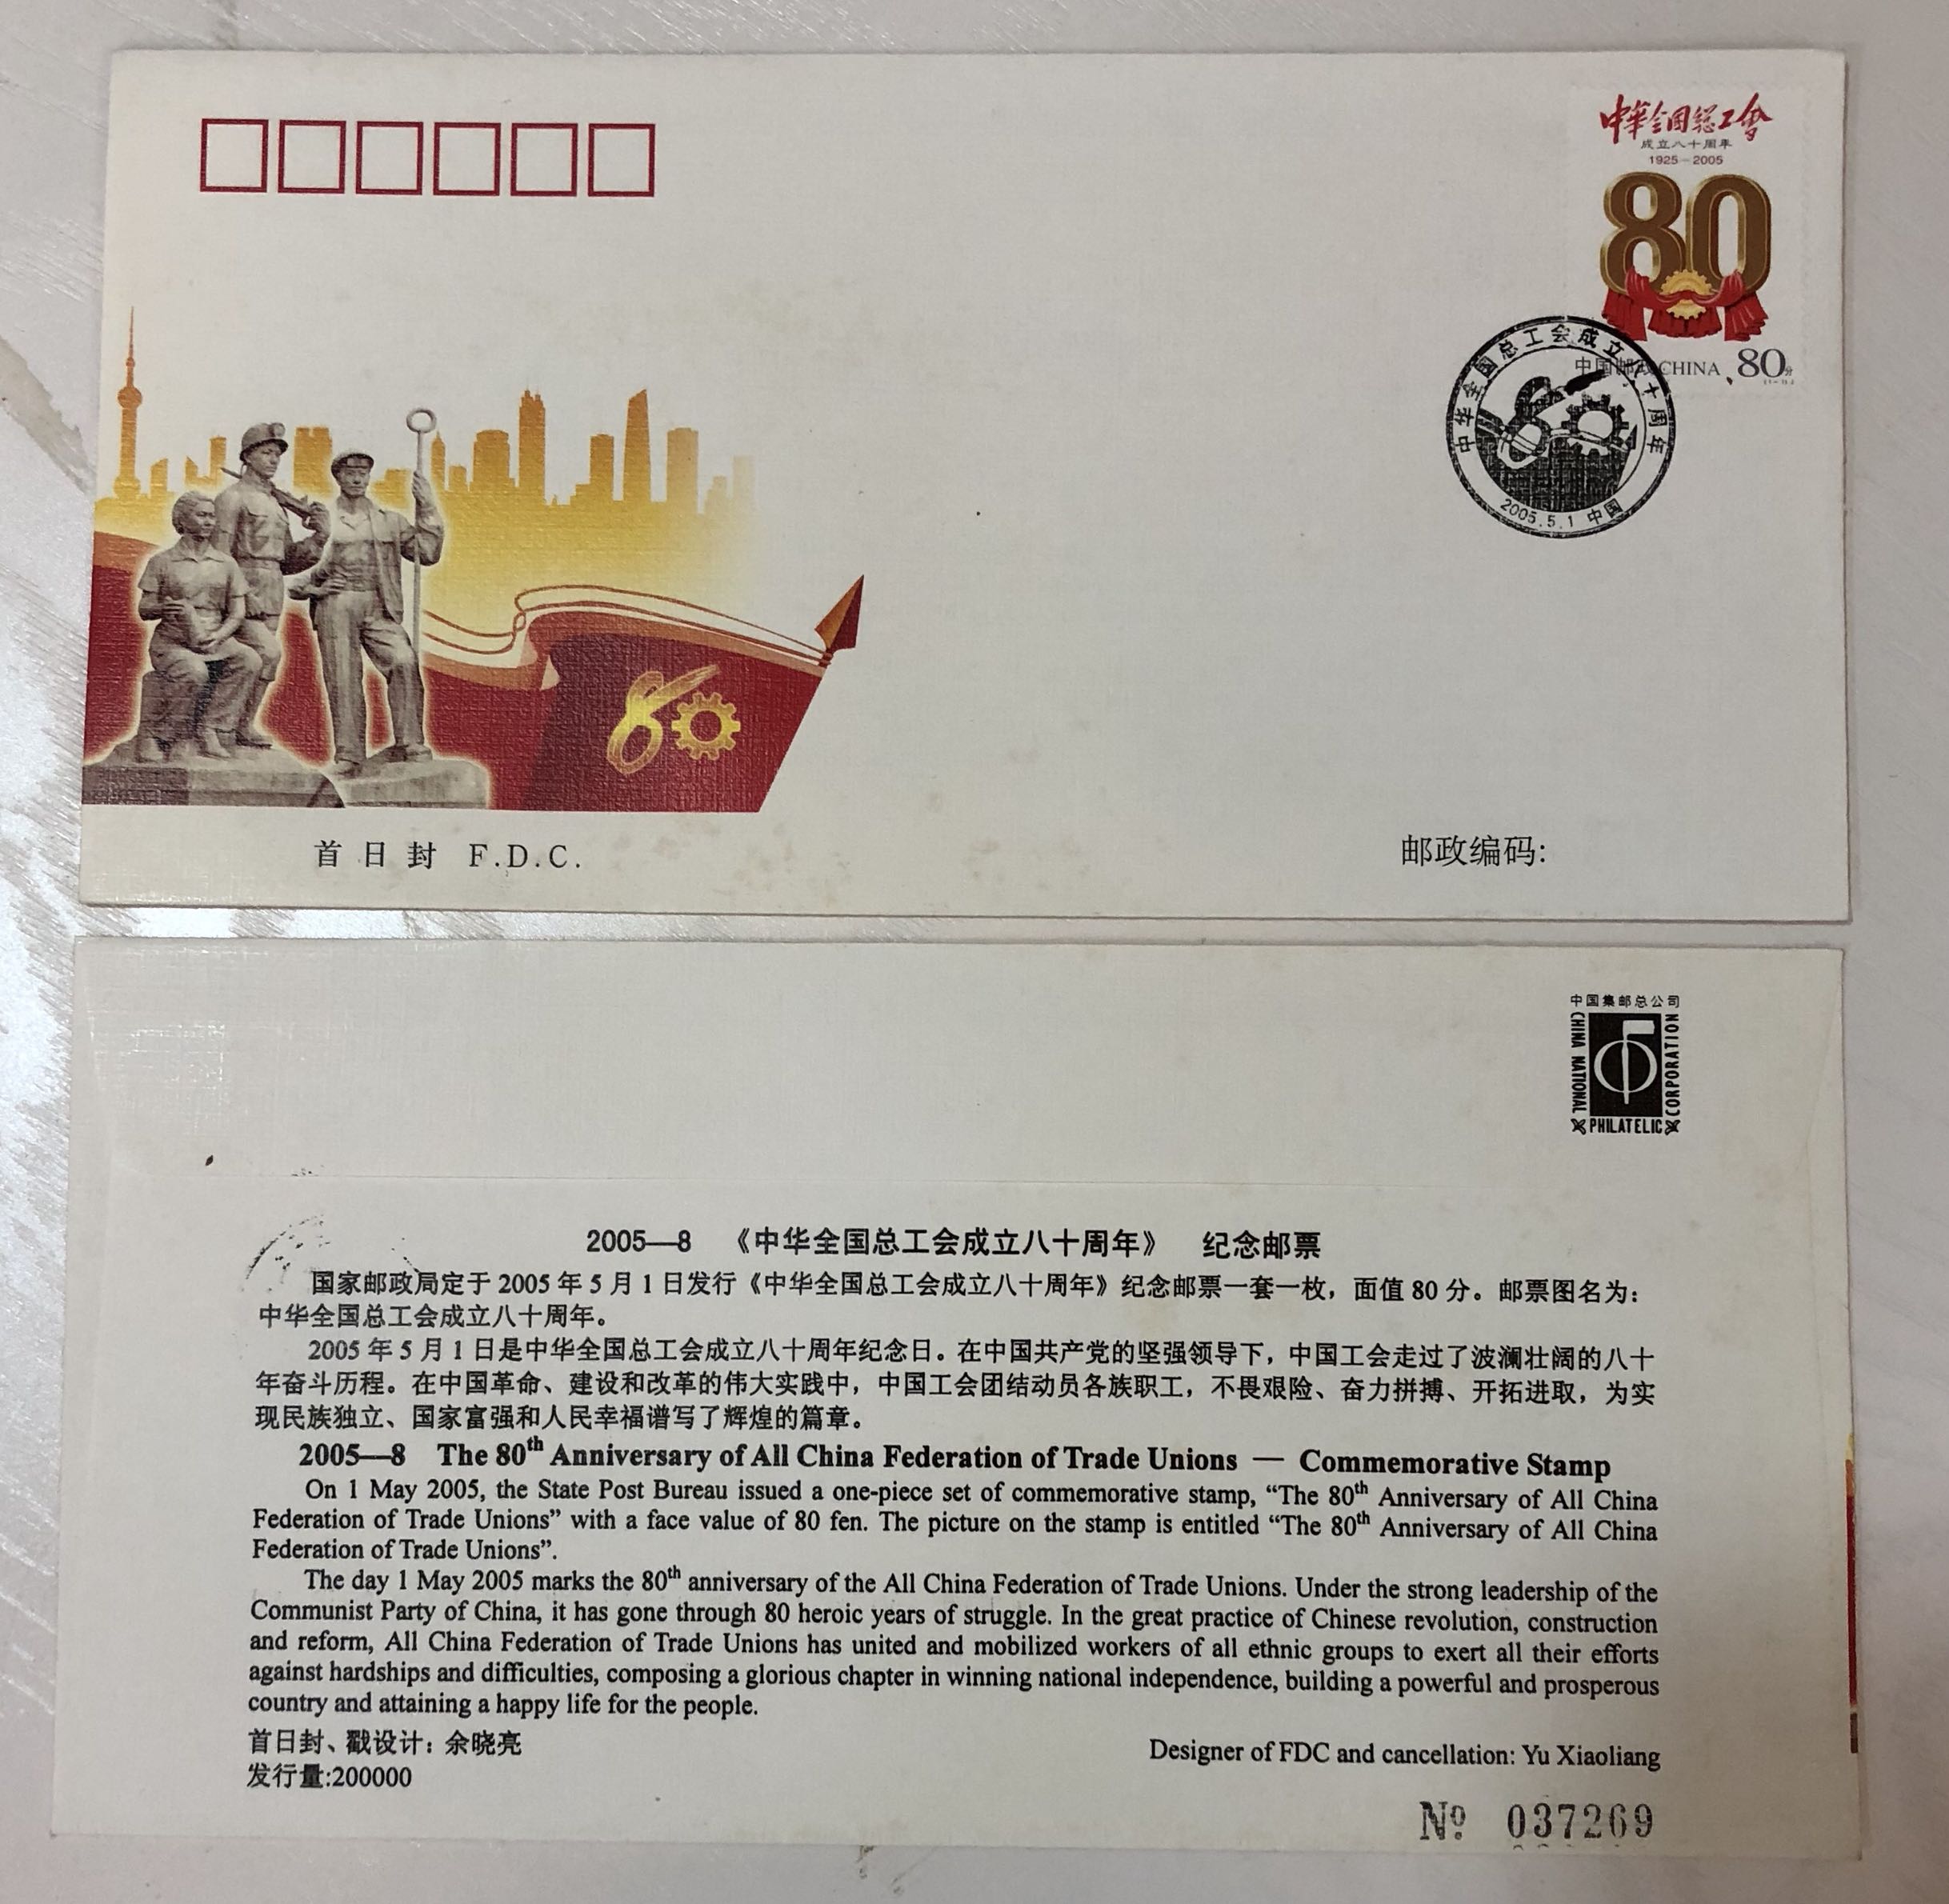 中華全国総工會
成立八十周年
1925-2005
80
中国邮政CHINA 80分
中华全国总工会成立八十周年
2005.5.1 中国
80
首日封 F.D.C.
邮政编码:
中国集邮总公司
CHINA NATIONAL PHILATELIC CORPORATION
2005—8 《中华全国总工会成立八十周年》 纪念邮票
国家邮政局定于 2005 年 5 月 1 日发行《中华全国总工会成立八十周年》纪念邮票一套一枚，面值 80 分。邮票图名为：
中华全国总工会成立八十周年。
2005 年 5 月 1 日是中华全国总工会成立八十周年纪念日。在中国共产党的坚强领导下，中国工会走过了波澜壮阔的八十
年奋斗历程。在中国革命、建设和改革的伟大实践中，中国工会团结动员各族职工，不畏艰险、奋力拼搏、开拓进取，为实
现民族独立、国家富强和人民幸福谱写了辉煌的篇章。
2005—8 The 80th Anniversary of All China Federation of Trade Unions — Commemorative Stamp
On 1 May 2005, the State Post Bureau issued a one-piece set of commemorative stamp, “The 80th Anniversary of All China
Federation of Trade Unions” with a face value of 80 fen. The picture on the stamp is entitled “The 80th Anniversary of All China
Federation of Trade Unions”.
The day 1 May 2005 marks the 80th anniversary of the All China Federation of Trade Unions. Under the strong leadership of the
Communist Party of China, it has gone through 80 heroic years of struggle. In the great practice of Chinese revolution, construction
and reform, All China Federation of Trade Unions has united and mobilized workers of all ethnic groups to exert all their efforts
against hardships and difficulties, composing a glorious chapter in winning national independence, building a powerful and prosperous
country and attaining a happy life for the people.
首日封、戳设计：余晓亮
Designer of FDC and cancellation: Yu Xiaoliang
发行量:200000
Nº 037269